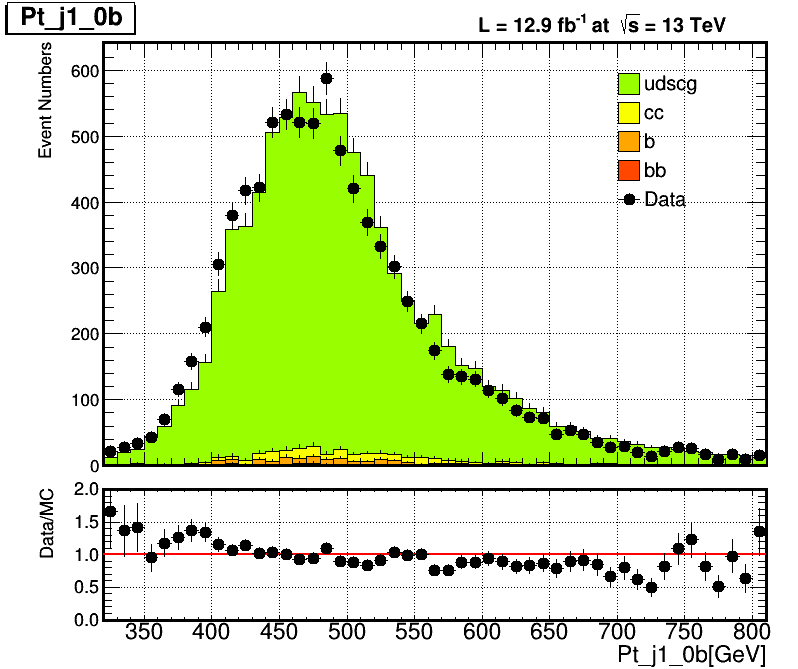 Pt_j1_0b
L = 12.9 fb-1 at √s = 13 TeV
Event Numbers
600
500
400
300
200
100
0
udscg
cc
b
bb
Data
Data/MC
2.0
1.5
1.0
0.5
0.0
350 400 450 500 550 600 650 700 750 800
Pt_j1_0b[GeV]